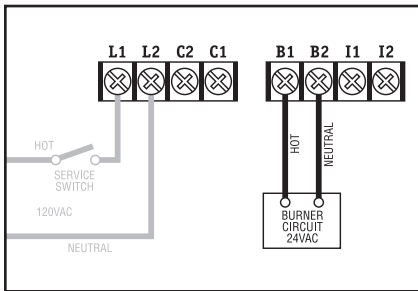 L1 L2 C2 C1 B1 B2 I1 I2
HOT
SERVICE
SWITCH
120VAC
NEUTRAL
HOT
NEUTRAL
BURNER
CIRCUIT
24VAC